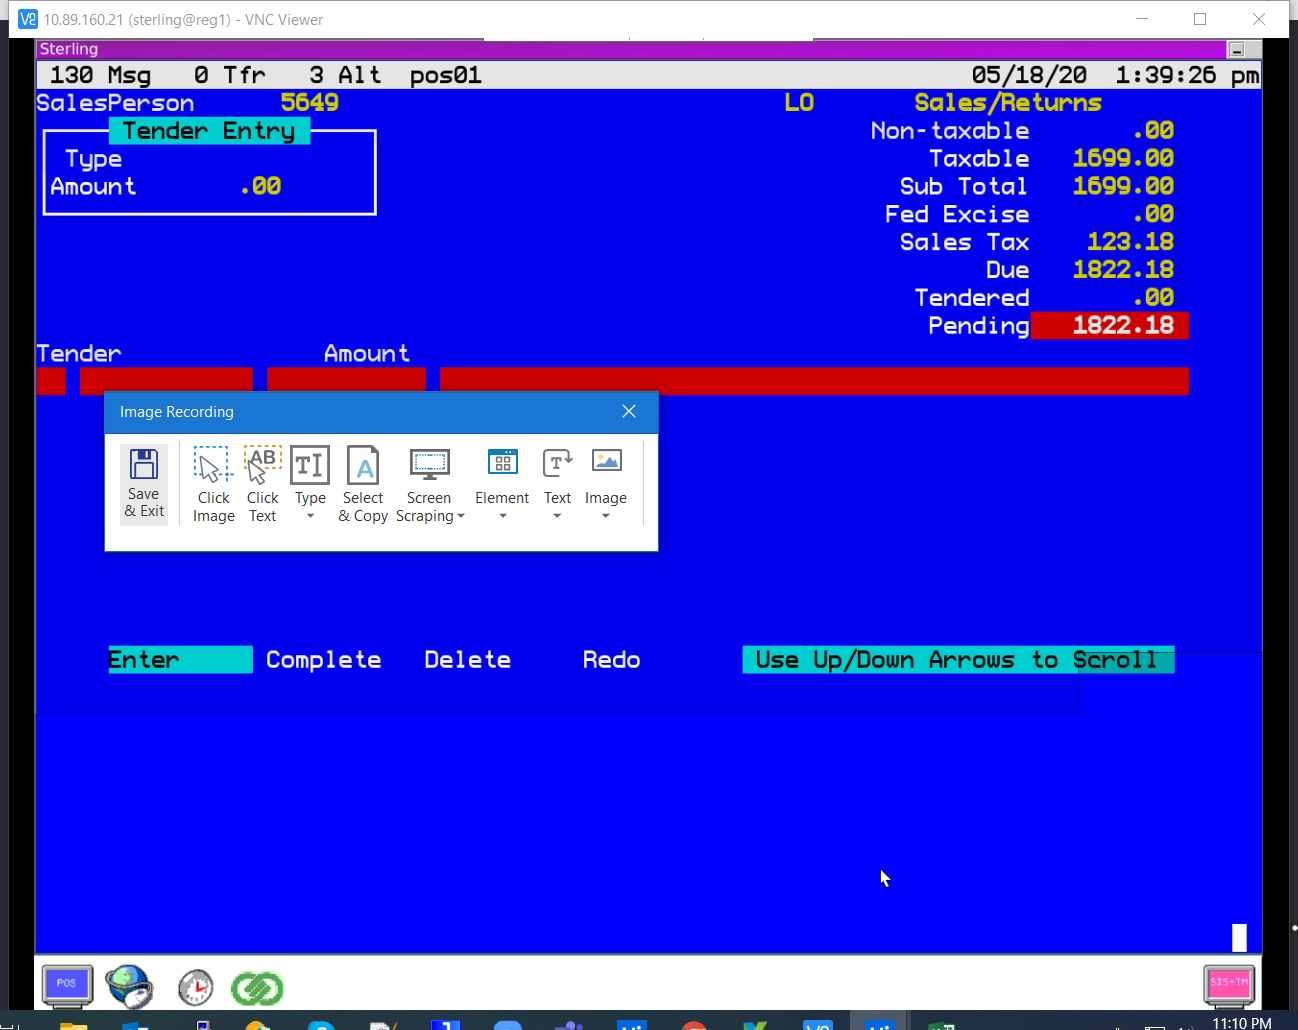 10.89.160.21 (sterling@reg1) - VNC Viewer
Sterling
130 Msg 0 Tfr 3 Alt pos01 05/18/20 1:39:26 pm
SalesPerson 5649 LO Sales/Returns
Tender Entry Non-taxable .00
Type Taxable 1699.00
Amount .00 Sub Total 1699.00
Fed Excise .00
Sales Tax 123.18
Due 1822.18
Tendered .00
Pending 1822.18
Tender Amount
Image Recording
Save & Exit
Click Image
Click Text
Type
Select & Copy
Screen Scraping
Element
Text
Image
Enter Complete Delete Redo Use Up/Down Arrows to Scroll
POS
SIS-TM
11:10 PM